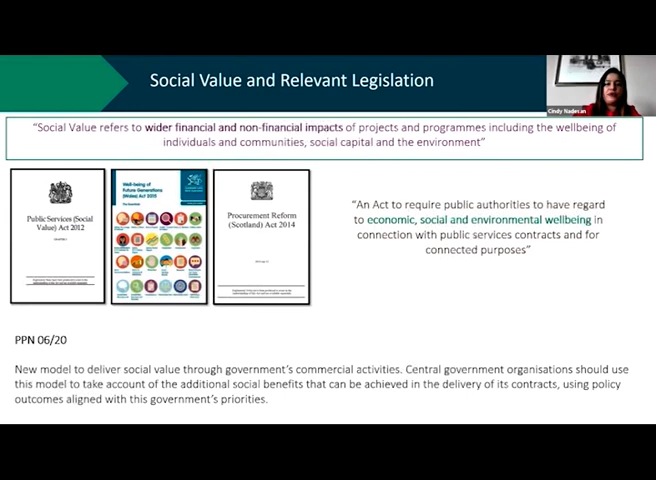 Social Value and Relevant Legislation
Cindy Nadesan
“Social Value refers to wider financial and non-financial impacts of projects and programmes including the wellbeing of
individuals and communities, social capital and the environment”
Public Services (Social
Value) Act 2012
Well-being of
Future Generations
(Wales) Act 2015
Procurement Reform
(Scotland) Act 2014
“An Act to require public authorities to have regard
to economic, social and environmental wellbeing in
connection with public services contracts and for
connected purposes”
PPN 06/20
New model to deliver social value through government’s commercial activities. Central government organisations should use
this model to take account of the additional social benefits that can be achieved in the delivery of its contracts, using policy
outcomes aligned with this government’s priorities.